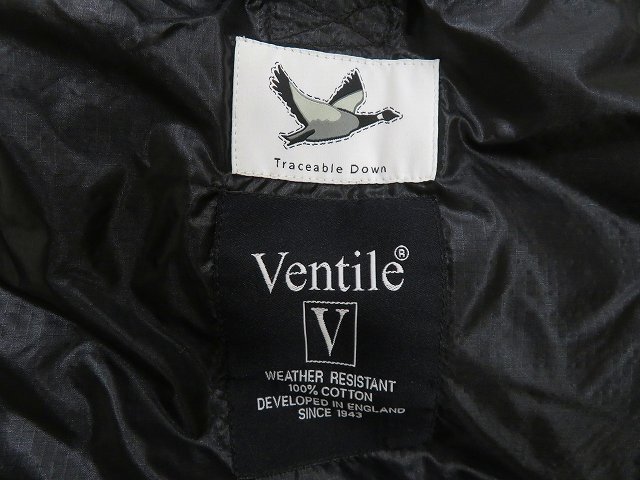 Traceable Down
Ventile®
V
WEATHER RESISTANT
100% COTTON
DEVELOPED IN ENGLAND
SINCE 1943